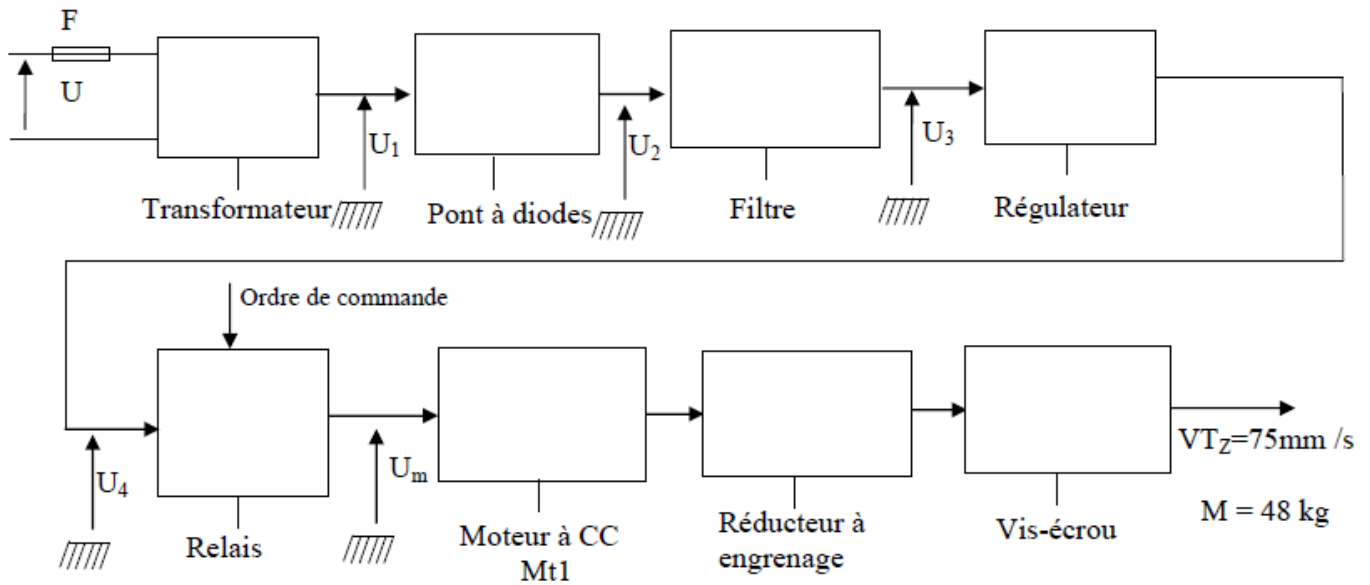 F
U
U1
U2
U3
Transformateur
Pont à diodes
Filtre
Régulateur
Ordre de commande
U4
Um
VTZ=75mm /s
M = 48 kg
Relais
Moteur à CC
Mt1
Réducteur à
engrenage
Vis-écrou